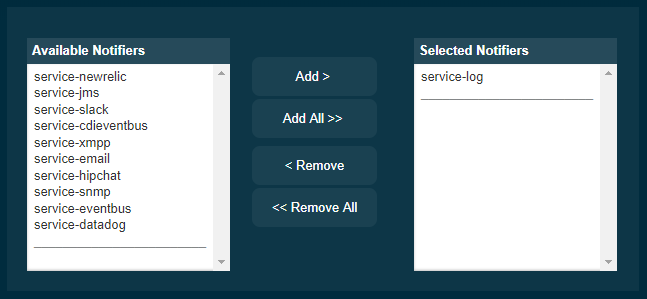 Available Notifiers
service-newrelic
service-jms
service-slack
service-cdieventbus
service-xmpp
service-email
service-hipchat
service-snmp
service-eventbus
service-datadog
Add >
Add All >>
< Remove
<< Remove All
Selected Notifiers
service-log